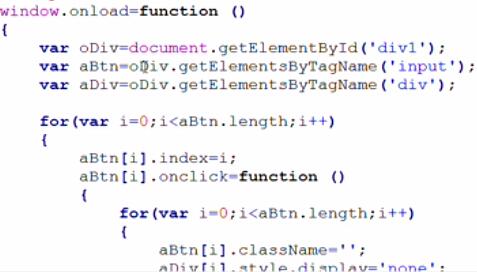 window.onload=function ()
{
    var oDiv=document.getElementById('div1');
    var aBtn=oDiv.getElementsByTagName('input');
    var aDiv=oDiv.getElementsByTagName('div');

    for(var i=0;i<aBtn.length;i++)
    {
        aBtn[i].index=i;
        aBtn[i].onclick=function ()
        {
            for(var i=0;i<aBtn.length;i++)
            {
                aBtn[i].className='';
                aDiv[i].style.display='none';